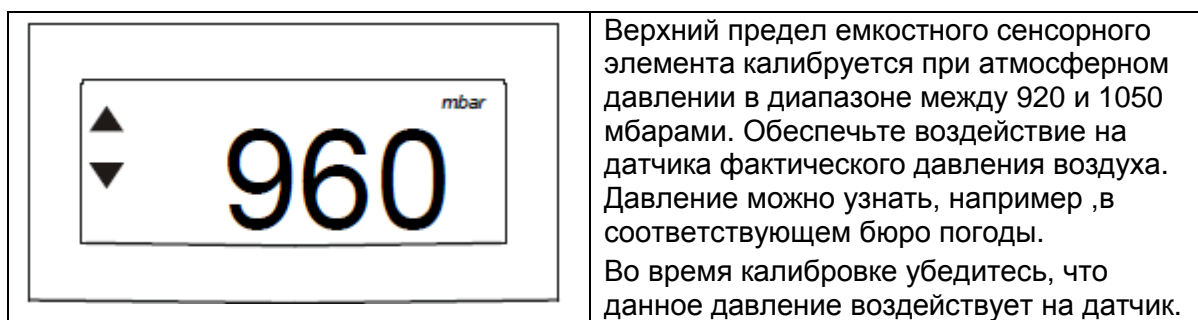 mbar
960
Верхний предел емкостного сенсорного
элемента калибруется при атмосферном
давлении в диапазоне между 920 и 1050
мбарами. Обеспечьте воздействие на
датчика фактического давления воздуха.
Давление можно узнать, например ,в
соответствующем бюро погоды.
Во время калибровке убедитесь, что
данное давление воздействует на датчик.